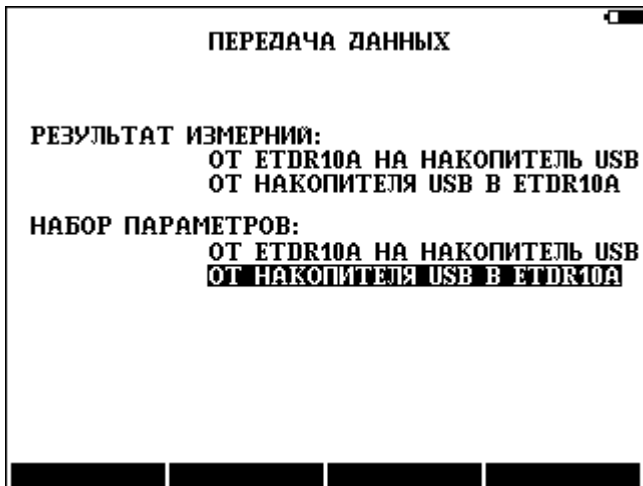 ПЕРЕДАЧА ДАННЫХ
РЕЗУЛЬТАТ ИЗМЕРНИЙ:
ОТ ETDR10A НА НАКОПИТЕЛЬ USB
ОТ НАКОПИТЕЛЯ USB В ETDR10A
НАБОР ПАРАМЕТРОВ:
ОТ ETDR10A НА НАКОПИТЕЛЬ USB
ОТ НАКОПИТЕЛЯ USB В ETDR10A